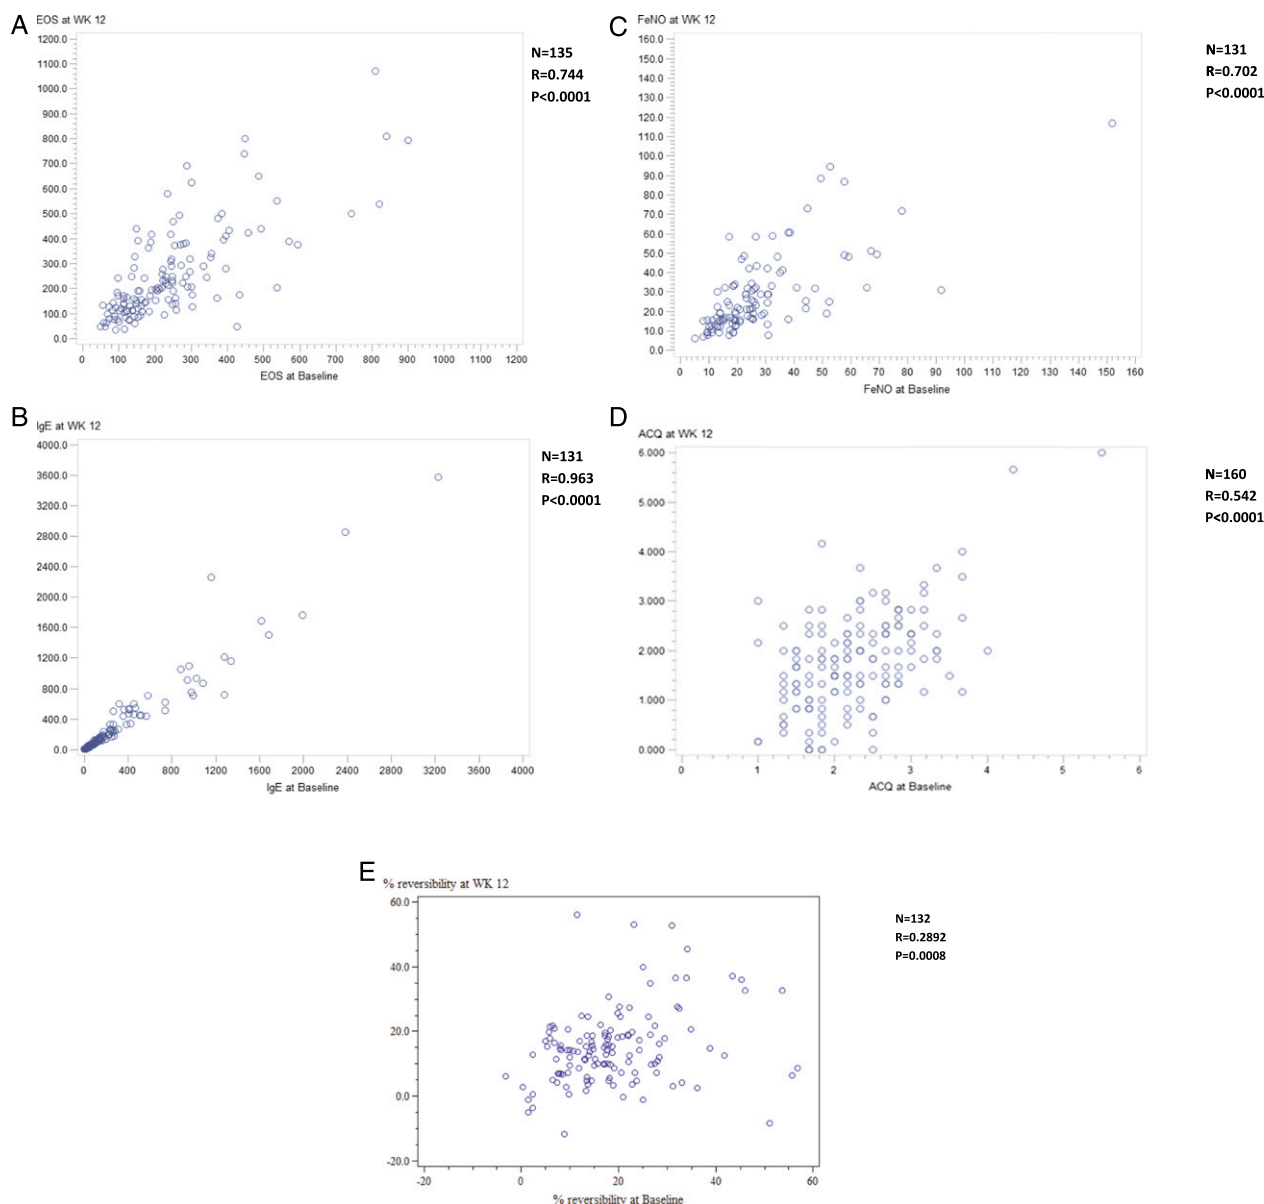 A
EOS at WK 12
1200.0
1100.0
1000.0
900.0
800.0
700.0
600.0
500.0
400.0
300.0
200.0
100.0
0.0
0 100 200 300 400 500 600 700 800 900 1000 1100 1200
EOS at Baseline
N=135
R=0.744
P<0.0001
C
FeNO at WK 12
160.0
150.0
140.0
130.0
120.0
110.0
100.0
90.0
80.0
70.0
60.0
50.0
40.0
30.0
20.0
10.0
0.0
0 10 20 30 40 50 60 70 80 90 100 110 120 130 140 150 160
FeNO at Baseline
N=131
R=0.702
P<0.0001
B
IgE at WK 12
4000.0
3600.0
3200.0
2800.0
2400.0
2000.0
1600.0
1200.0
800.0
400.0
0.0
0 400 800 1200 1600 2000 2400 2800 3200 3600 4000
IgE at Baseline
N=131
R=0.963
P<0.0001
D
ACQ at WK 12
6.000
5.000
4.000
3.000
2.000
1.000
0.000
0 1 2 3 4 5 6
ACQ at Baseline
N=160
R=0.542
P<0.0001
E
% reversibility at WK 12
60.0
40.0
20.0
0.0
-20.0
-20 0 20 40 60
% reversibility at Baseline
N=132
R=0.2892
P=0.0008